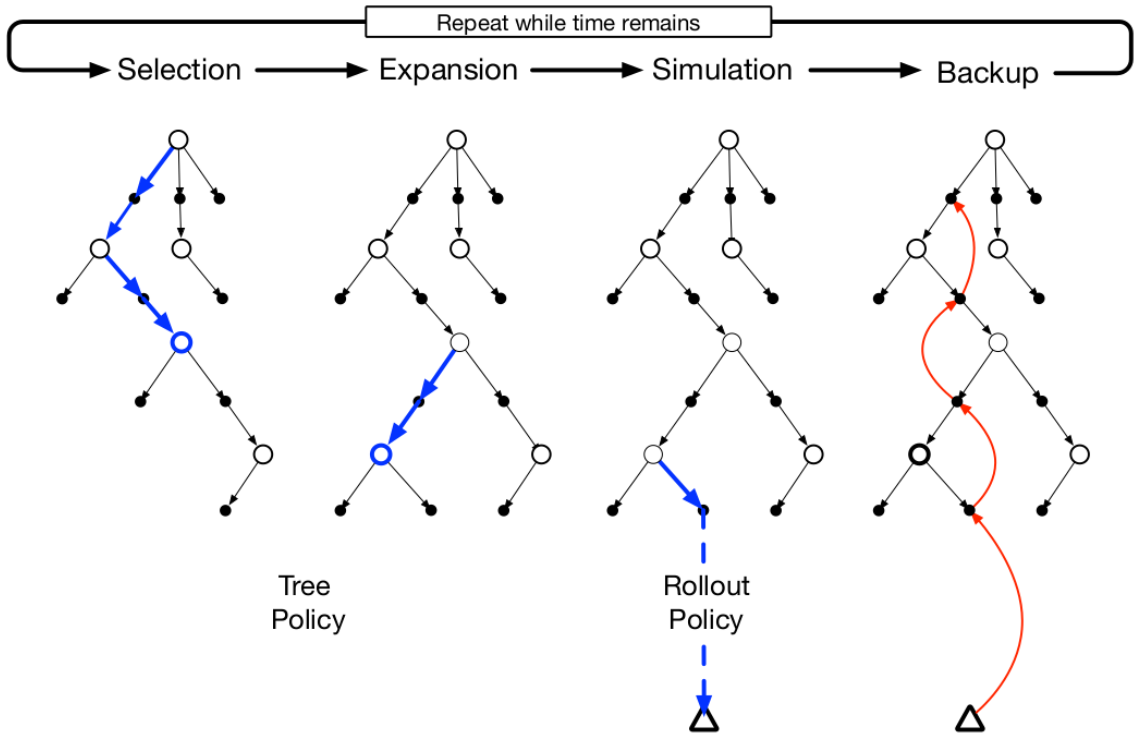 Repeat while time remains
Selection
Expansion
Simulation
Backup
Tree
Policy
Rollout
Policy